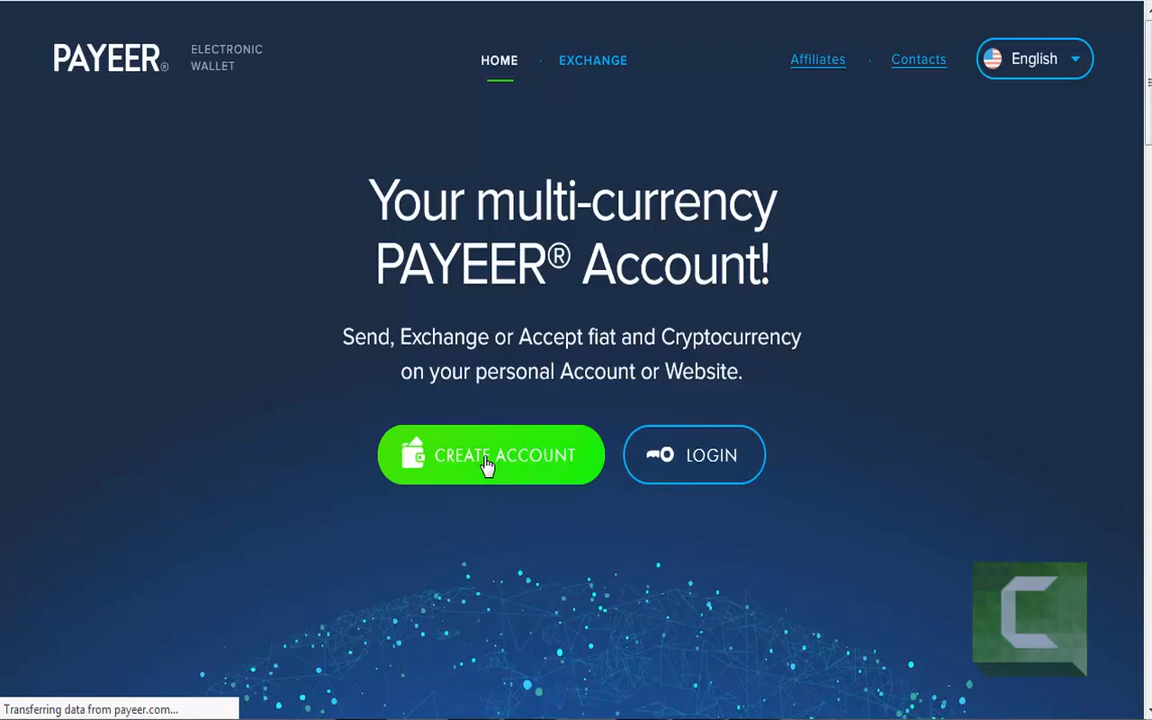 PAYEER®
ELECTRONIC
WALLET
HOME
EXCHANGE
Affiliates
Contacts
English
Your multi-currency
PAYEER® Account!
Send, Exchange or Accept fiat and Cryptocurrency
on your personal Account or Website.
CREATE ACCOUNT
LOGIN
C
Transferring data from payeer.com...